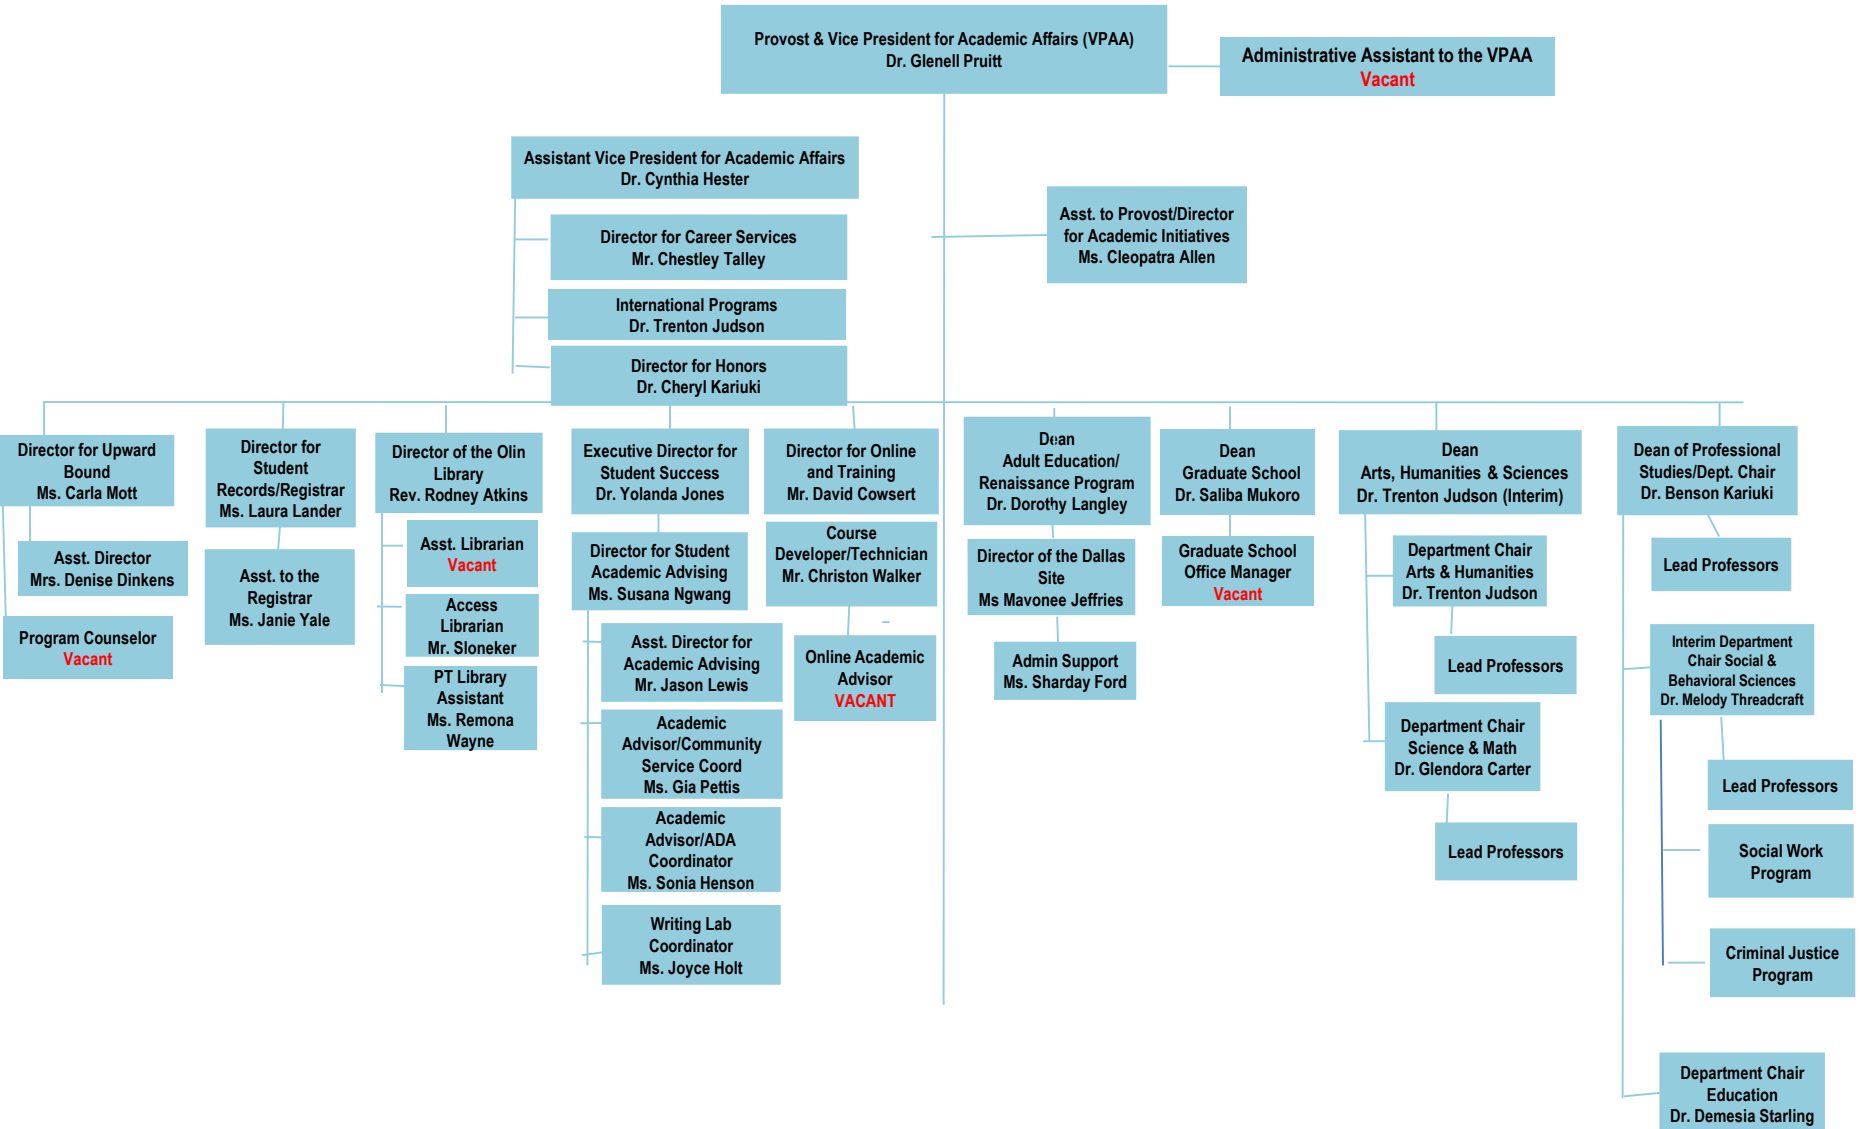 Provost & Vice President for Academic Affairs (VPAA)
Dr. Glenell Pruitt
Administrative Assistant to the VPAA
Vacant
Assistant Vice President for Academic Affairs
Dr. Cynthia Hester
Asst. to Provost/Director
for Academic Initiatives
Ms. Cleopatra Allen
Director for Career Services
Mr. Chestley Talley
International Programs
Dr. Trenton Judson
Director for Honors
Dr. Cheryl Kariuki
Director for Upward
Bound
Ms. Carla Mott
Asst. Director
Mrs. Denise Dinkens
Program Counselor
Vacant
Director for
Student
Records/Registrar
Ms. Laura Lander
Asst. to the
Registrar
Ms. Janie Yale
Director of the Olin
Library
Rev. Rodney Atkins
Asst. Librarian
Vacant
Access
Librarian
Mr. Sloneker
PT Library
Assistant
Ms. Remona
Wayne
Executive Director for
Student Success
Dr. Yolanda Jones
Director for Student
Academic Advising
Ms. Susana Ngwang
Asst. Director for
Academic Advising
Mr. Jason Lewis
Academic
Advisor/Community
Service Coord
Ms. Gia Pettis
Academic
Advisor/ADA
Coordinator
Ms. Sonia Henson
Writing Lab
Coordinator
Ms. Joyce Holt
Director for Online
and Training
Mr. David Cowsert
Course
Developer/Technician
Mr. Christon Walker
Online Academic
Advisor
VACANT
Dean
Adult Education/
Renaissance Program
Dr. Dorothy Langley
Director of the Dallas
Site
Ms Mavonee Jeffries
Admin Support
Ms. Sharday Ford
Dean
Graduate School
Dr. Saliba Mukoro
Graduate School
Office Manager
Vacant
Dean
Arts, Humanities & Sciences
Dr. Trenton Judson (Interim)
Department Chair
Arts & Humanities
Dr. Trenton Judson
Lead Professors
Department Chair
Science & Math
Dr. Glendora Carter
Lead Professors
Dean of Professional
Studies/Dept. Chair
Dr. Benson Kariuki
Lead Professors
Interim Department
Chair Social &
Behavioral Sciences
Dr. Melody Threadcraft
Lead Professors
Social Work
Program
Criminal Justice
Program
Department Chair
Education
Dr. Demesia Starling